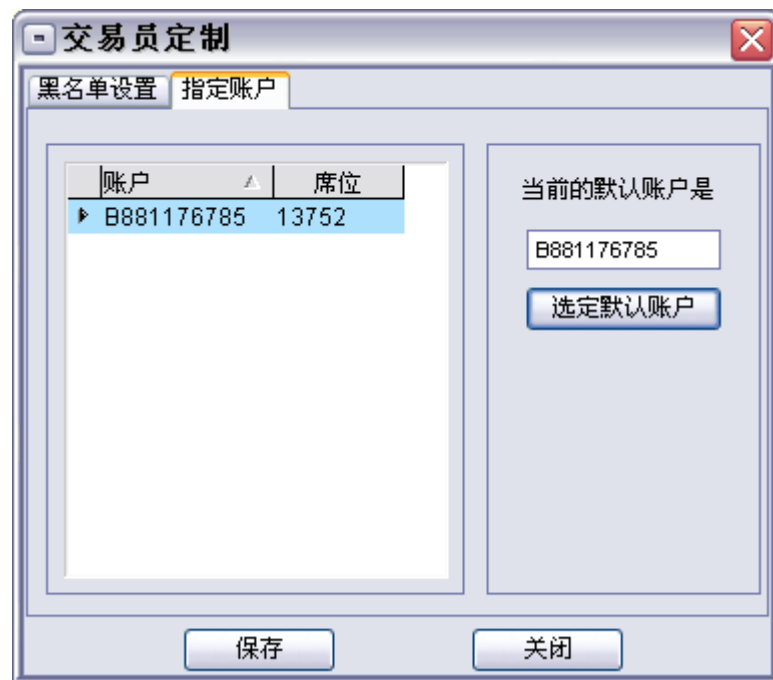 交易员定制
黑名单设置 指定账户
账户 席位
B881176785 13752
当前的默认账户是
B881176785
选定默认账户
保存 关闭